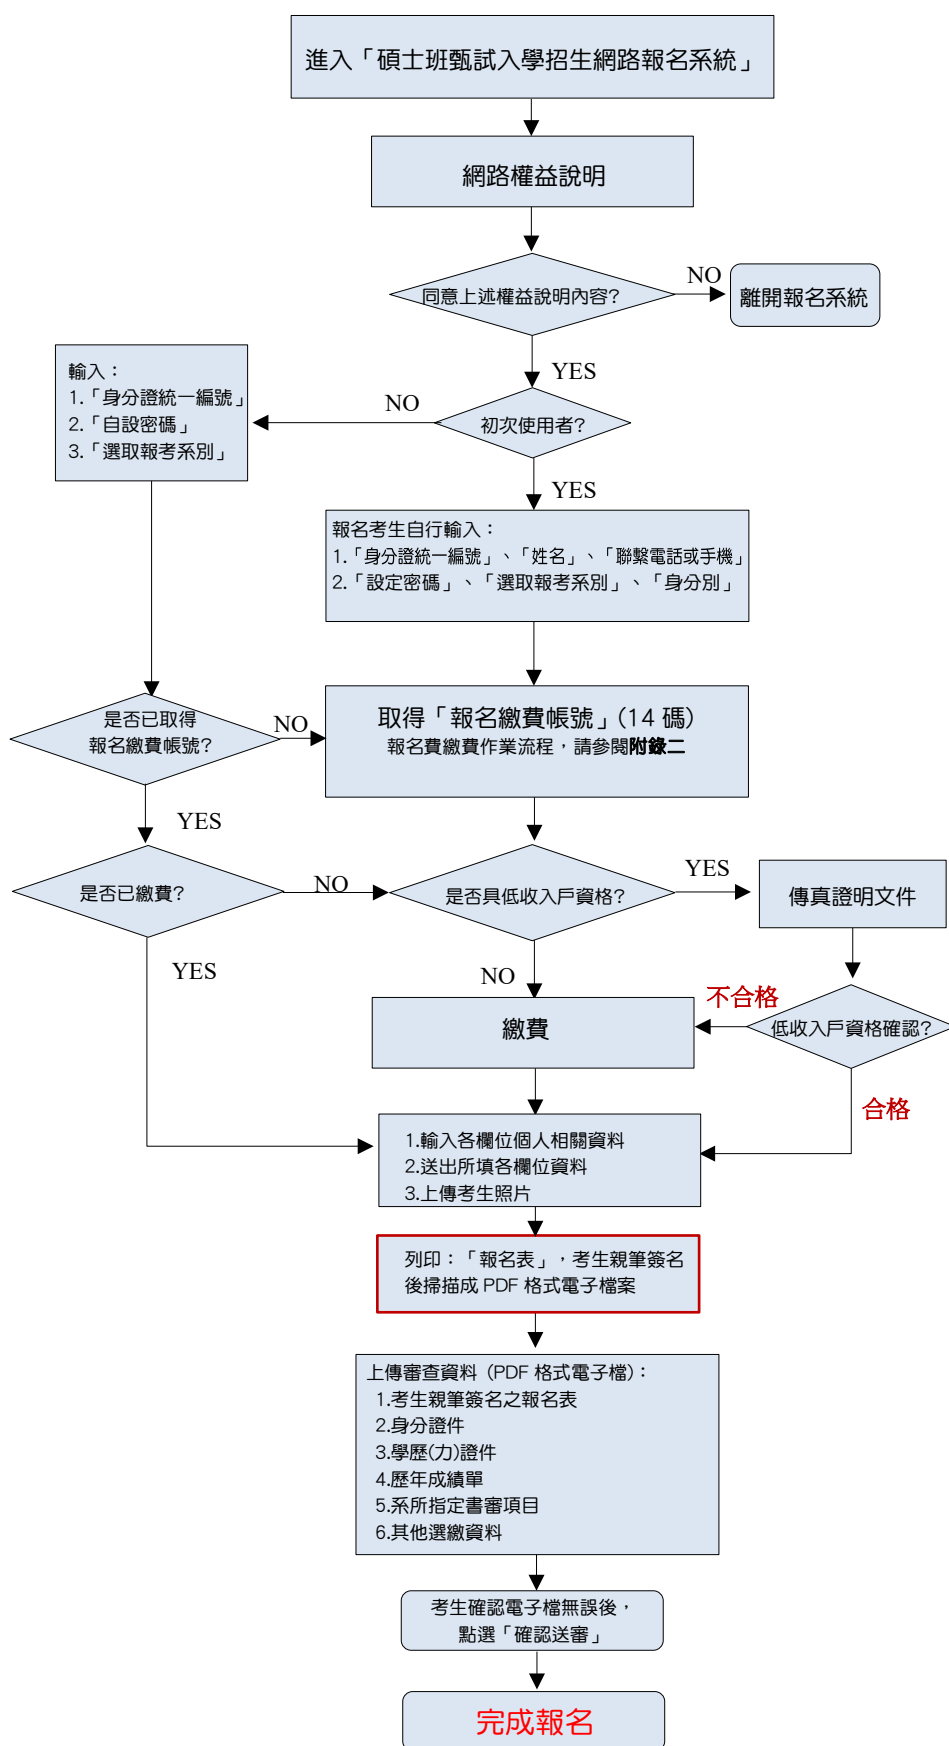 進入「碩士班甄試入學招生網路報名系統」
網路權益說明
同意上述權益說明內容?
NO
離開報名系統
YES
初次使用者?
NO
輸入：
1.「身分證統一編號」
2.「自設密碼」
3.「選取報考系別」
YES
報名考生自行輸入：
1.「身分證統一編號」、「姓名」、「聯繫電話或手機」
2.「設定密碼」、「選取報考系別」、「身分別」
是否已取得
報名繳費帳號?
NO
取得「報名繳費帳號」(14 碼)
報名費繳費作業流程，請參閱附錄二
YES
是否已繳費?
NO
是否具低收入戶資格?
YES
傳真證明文件
YES
NO
不合格
低收入戶資格確認?
繳費
合格
1.輸入各欄位個人相關資料
2.送出所填各欄位資料
3.上傳考生照片
列印：「報名表」，考生親筆簽名
後掃描成 PDF 格式電子檔案
上傳審查資料 (PDF 格式電子檔)：
1.考生親筆簽名之報名表
2.身分證件
3.學歷(力)證件
4.歷年成績單
5.系所指定書審項目
6.其他選繳資料
考生確認電子檔無誤後，
點選「確認送審」
完成報名